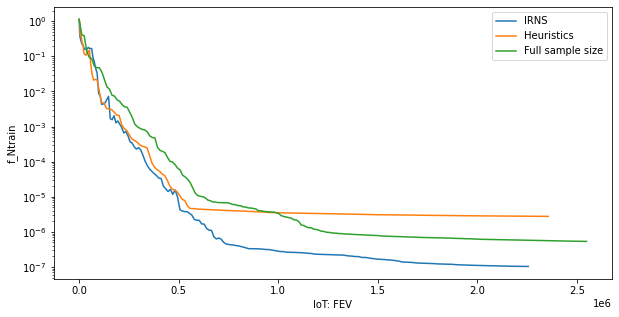 IRNS
Heuristics
Full sample size
f_Ntrain
10⁰
10⁻¹
10⁻²
10⁻³
10⁻⁴
10⁻⁵
10⁻⁶
10⁻⁷
0.0 0.5 1.0 1.5 2.0 2.5
1e6
IoT: FEV